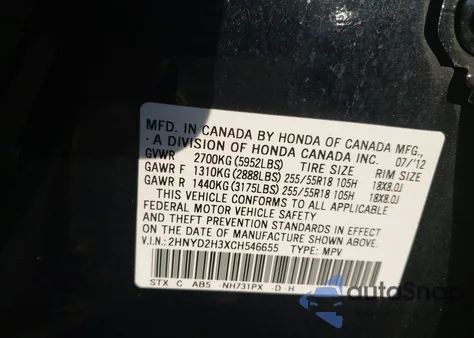 MFD. IN CANADA BY HONDA OF CANADA MFG.,
· A DIVISION OF HONDA CANADA INC. 07/'12
GVWR 2700KG(5952LBS) TIRE SIZE RIM SIZE
GAWR F 1310KG(2888LBS) 255/55R18 105H 18X8.0J
GAWR R 1440KG(3175LBS) 255/55R18 105H 18X8.0J
THIS VEHICLE CONFORMS TO ALL APPLICABLE
FEDERAL MOTOR VEHICLE SAFETY
AND THEFT PREVENTION STANDARDS IN EFFECT
ON THE DATE OF MANUFACTURE SHOWN ABOVE.
V.I.N.: 2HNYD2H3XCH546655 TYPE: MPV
STX C AB5 NH731PX -D-H
autoSnap